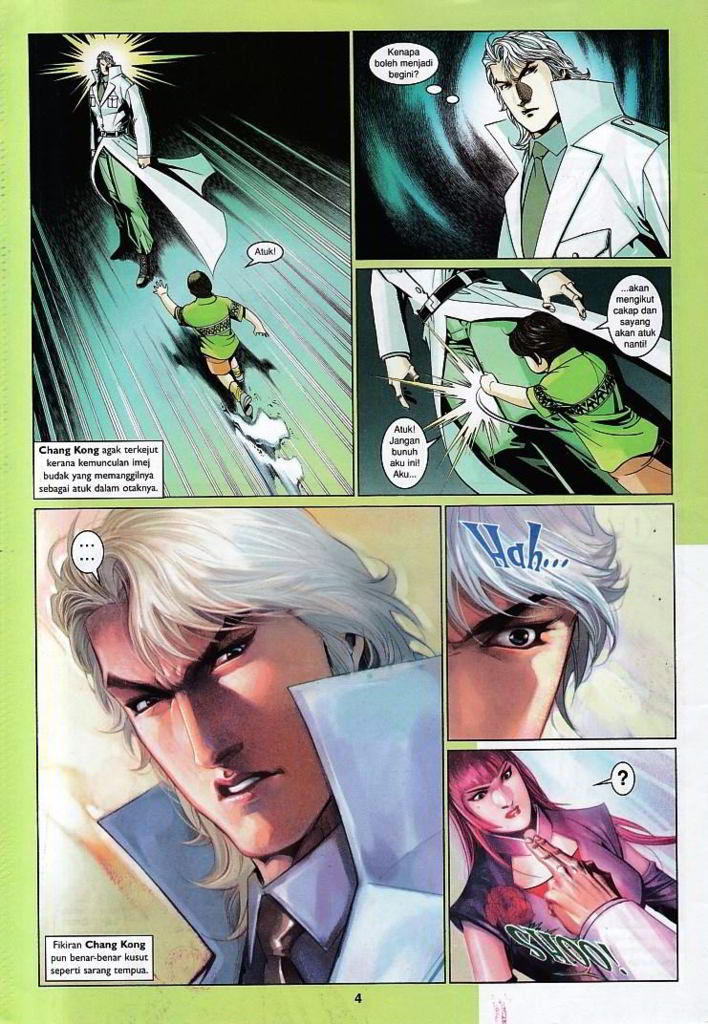 Atuk!
Chang Kong agak terkejut
kerana kemunculan imej
budak yang memanggilnya
sebagai atuk dalam otaknya.
Kenapa
boleh menjadi
begini?
...akan
mengikut
cakap dan
sayang
akan atuk
nanti!
Atuk!
Jangan
bunuh
aku ini!
Aku...
...
...
Fikiran Chang Kong
pun benar-benar kusut
seperti sarang tempua.
Hah...
?
SHOO!
4